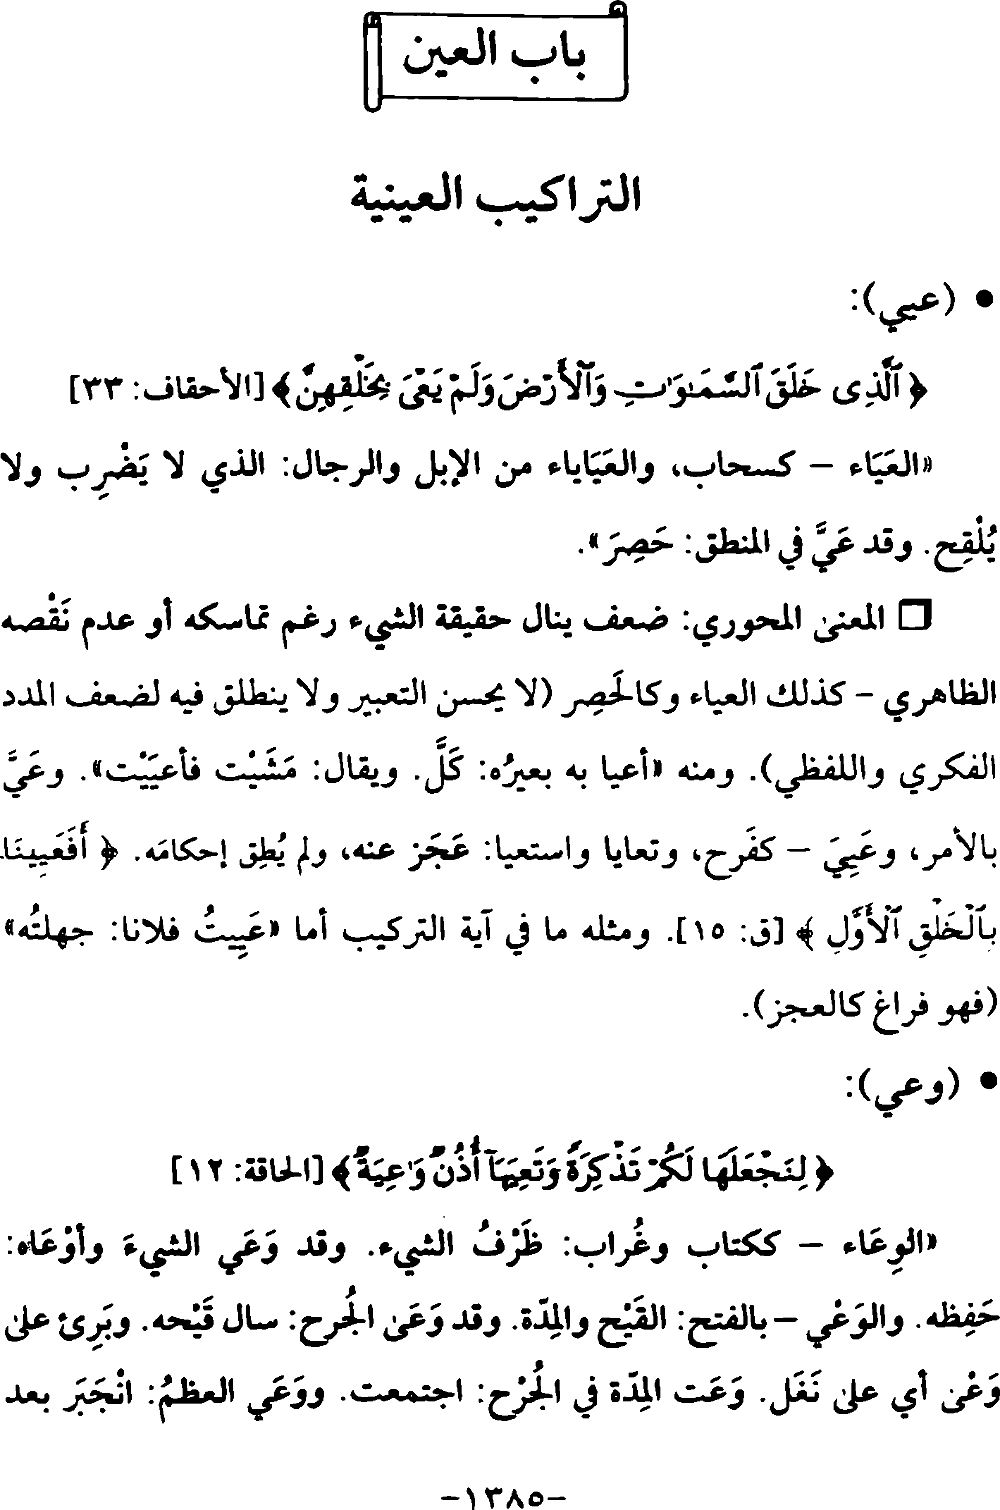 باب العين
التراكيب العينية
• (عيي):
﴿ ٱلَّذِى خَلَقَ ٱلسَّمَـٰوَٰتِ وَٱلْأَرْضَ وَلَمْ يَعْىَ بِخَلْقِهِنَّ ﴾ [الأحقاف: ٣٣]
«العَيَاء – كسحاب، والعَيَاياء من الإبل والرجال: الذي لا يَضْرِب ولا
يُلْقِح. وقد عَيَّ في المنطق: حَصِرَ».
❒ المعنى المحوري: ضعف ينال حقيقة الشيء رغم تماسكه أو عدم نَقْصه
الظاهري – كذلك العياء وكالحَصِر (لا يحسن التعبير ولا ينطلق فيه لضعف المدد
الفكري واللفظي). ومنه «أعيا به بعيرُه: كَلَّ. ويقال: مَشَيْت فأعيَيْت». وعَيَّ
بالأمر، وعَيِيَ – كفَرِح، وتعايا واستعيا: عَجَز عنه، ولم يُطِق إحكامَه. ﴿ أَفَعَيِينَا
بِٱلْخَلْقِ ٱلْأَوَّلِ ﴾ [ق: ١٥]. ومثله ما في آية التركيب أما «عَيِيتُ فلانا: جهلتُه»
(فهو فراغ كالعجز).
• (وعي):
﴿ لِنَجْعَلَهَا لَكُمْ تَذْكِرَةً وَتَعِيَهَآ أُذُنٌ وَٰعِيَةٌ ﴾ [الحاقة: ١٢]
«الوِعَاء – ككتاب وغُراب: ظَرْفُ الشيء. وقد وَعَي الشيءَ وأوْعَاه:
حَفِظه. والوَعْي – بالفتح: القَيْح والمِدّة. وقد وَعَى الجُرح: سال قَيْحه. وبَرِئ على
وَعْى أي على نَغَل. وَعَت المِدّة في الجُرْح: اجتمعت. ووَعَي العظمُ: انْجَبَر بعد
–١٣٨٥–